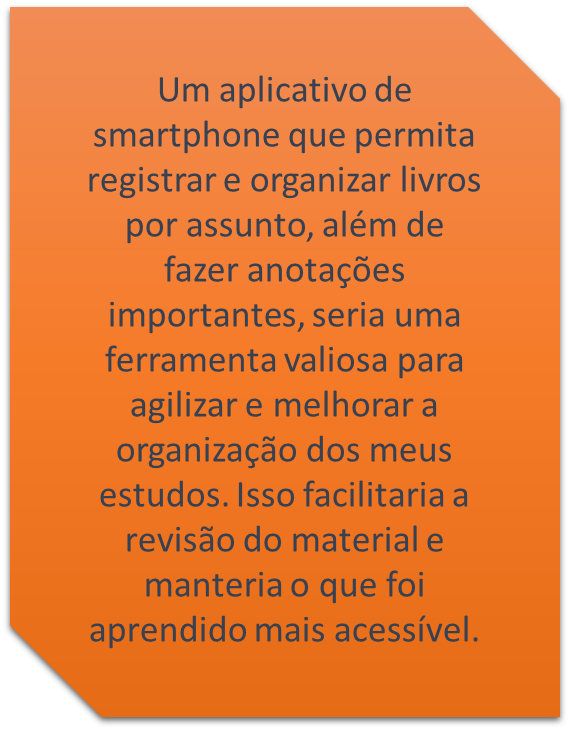 Um aplicativo de
smartphone que permita
registrar e organizar livros
por assunto, além de
fazer anotações
importantes, seria uma
ferramenta valiosa para
agilizar e melhorar a
organização dos meus
estudos. Isso facilitaria a
revisão do material e
manteria o que foi
aprendido mais acessível.